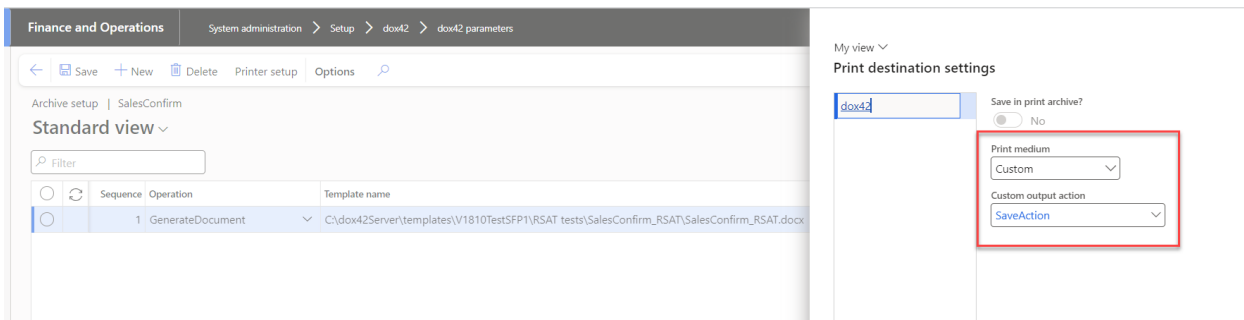 Finance and Operations
System administration > Setup > dox42 > dox42 parameters
Save New Delete Printer setup Options
Archive setup | SalesConfirm
Standard view
Filter
Sequence Operation Template name
1 GenerateDocument C:\dox42Server\templates\V1810TestSFP1\RSAT tests\SalesConfirm_RSAT\SalesConfirm_RSAT.docx
My view
Print destination settings
dox42
Save in print archive?
No
Print medium
Custom
Custom output action
SaveAction